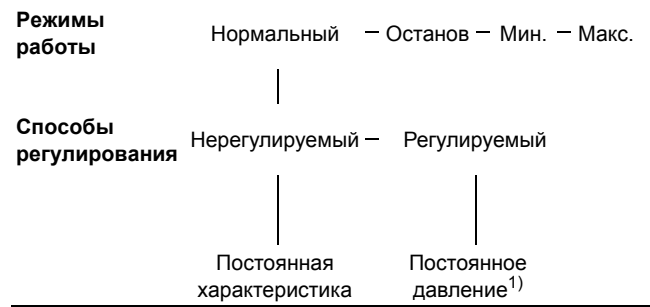 Режимы
работы
Нормальный – Останов – Мин. – Макс.
Способы
регулирования
Нерегулируемый – Регулируемый
Постоянная
характеристика
Постоянное
давление1)